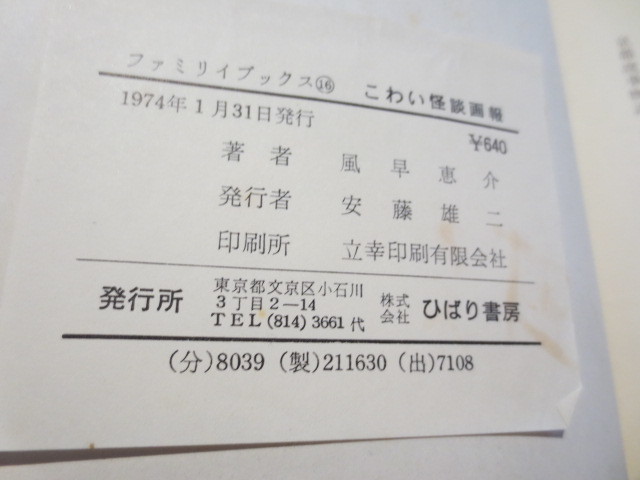 ファミリイブックス⑯ こわい怪談画報
1974年1月31日発行 ¥640
著者 風早恵介
発行者 安藤雄二
印刷所 立幸印刷有限会社
発行所 東京都文京区小石川
3丁目2−14
TEL(814)3661代
株式会社 ひばり書房
(分)8039 (製)211630 (出)7108